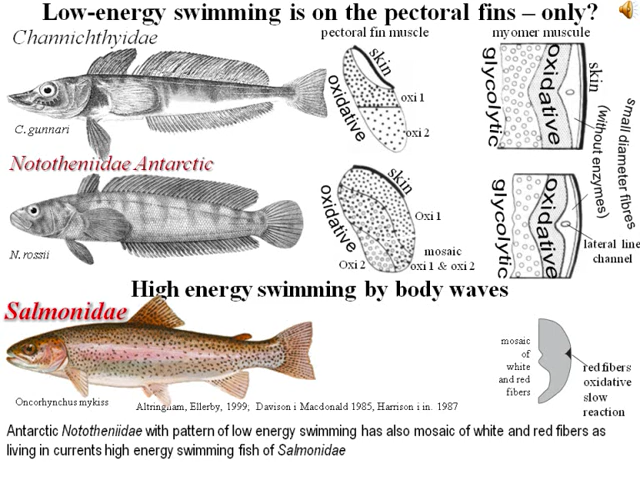 Low-energy swimming is on the pectoral fins – only?
Channichthyidae
pectoral fin muscle
myomer muscule
skin
oxidative
oxi 1
oxi 2
glycolytic
oxidative
skin
(without enzymes)
small diameter fibres
C. gunnari
Nototheniidae Antarctic
skin
oxidative
Oxi 1
Oxi 2
mosaic
oxi 1 & oxi 2
glycolytic
oxidative
lateral line
channel
N. rossii
High energy swimming by body waves
Salmonidae
mosaic
of
white
and red
fibers
red fibers
oxidative
slow
reaction
Oncorhynchus mykiss
Altringham, Ellerby, 1999; Davison i Macdonald 1985, Harrison i in. 1987
Antarctic Nototheniidae with pattern of low energy swimming has also mosaic of white and red fibers as
living in currents high energy swimming fish of Salmonidae